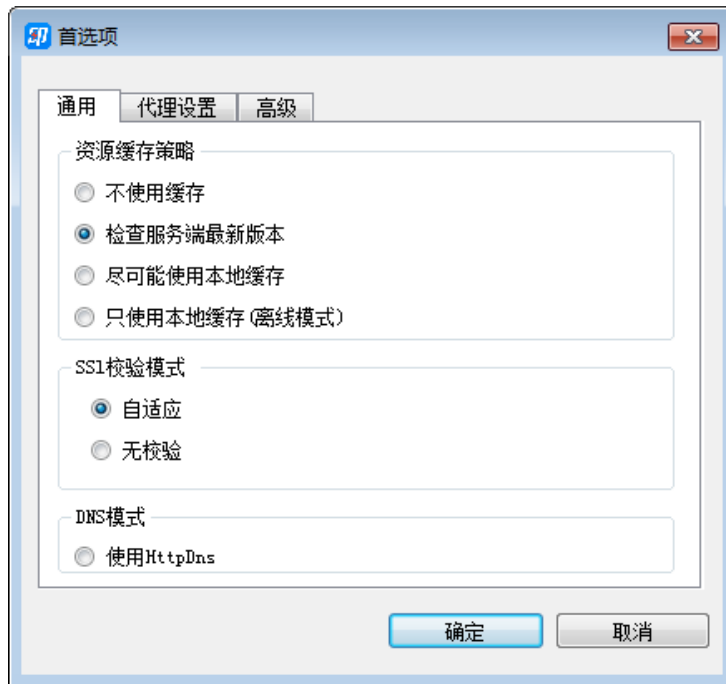 印 首选项
通用 代理设置 高级
资源缓存策略
不使用缓存
检查服务端最新版本
尽可能使用本地缓存
只使用本地缓存(离线模式)
SSl校验模式
自适应
无校验
DNS模式
使用HttpDns
确定 取消